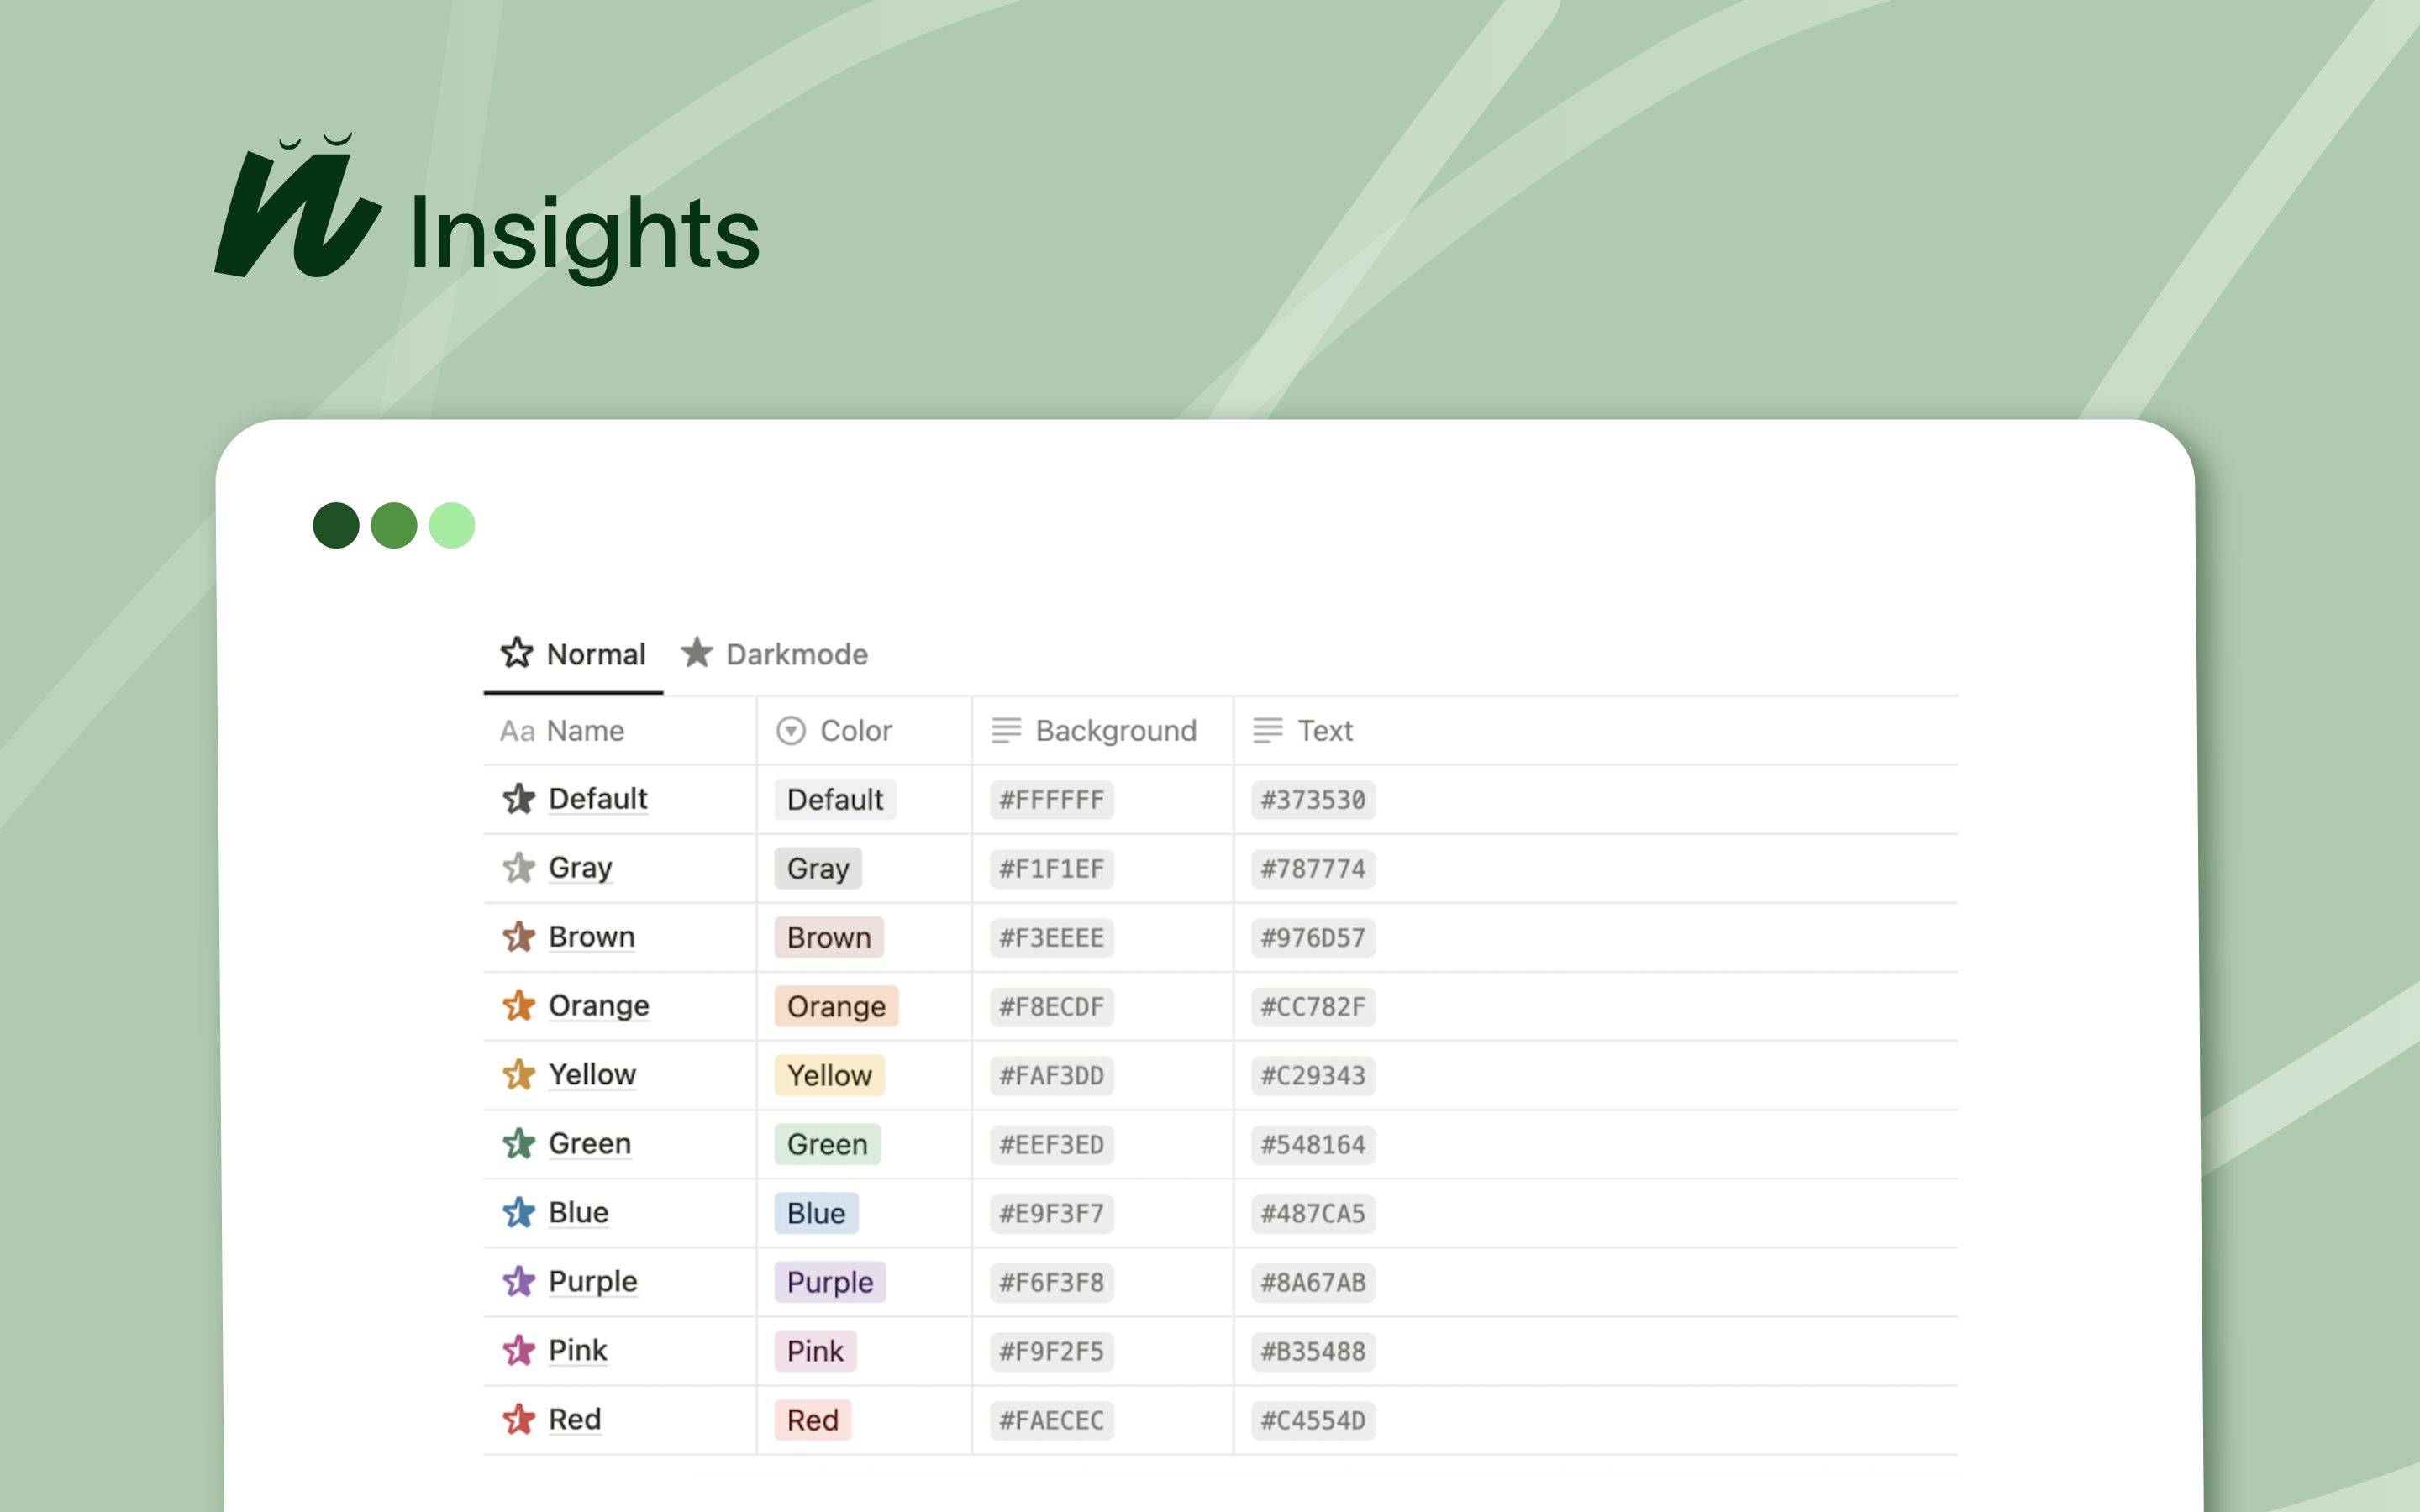 Insights
Normal Darkmode
Aa Name Color Background Text
Default Default #FFFFFF #373530
Gray Gray #F1F1EF #787774
Brown Brown #F3EEEE #976D57
Orange Orange #F8ECDF #CC782F
Yellow Yellow #FAF3DD #C29343
Green Green #EEF3ED #548164
Blue Blue #E9F3F7 #487CA5
Purple Purple #F6F3F8 #8A67AB
Pink Pink #F9F2F5 #B35488
Red Red #FAECEC #C4554D